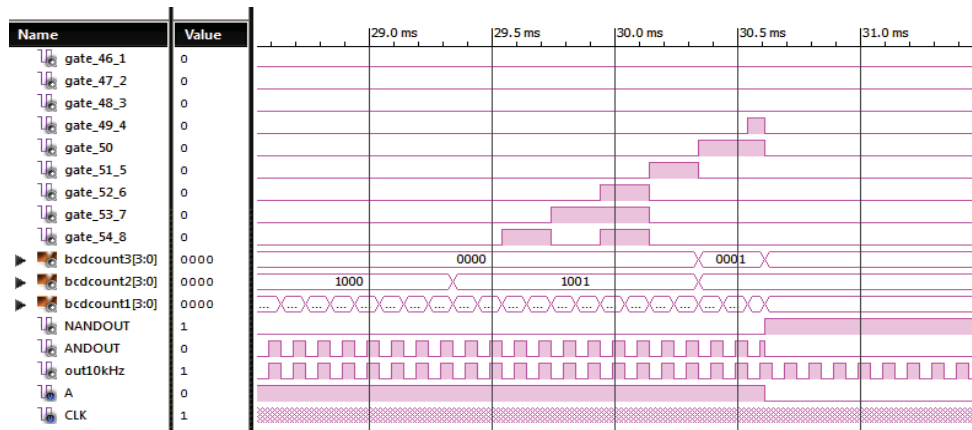 Name Value 29.0 ms 29.5 ms 30.0 ms 30.5 ms 31.0 ms
gate_46_1 0
gate_47_2 0
gate_48_3 0
gate_49_4 0
gate_50 0
gate_51_5 0
gate_52_6 0
gate_53_7 0
gate_54_8 0
bcdcount3[3:0] 0000 0000 0001
bcdcount2[3:0] 0000 1000 1001
bcdcount1[3:0] 0000 ... ... ... ... ... ... ... ... ... ... ... ... ... ...
NANDOUT 1
ANDOUT 0
out10kHz 1
A 0
CLK 1